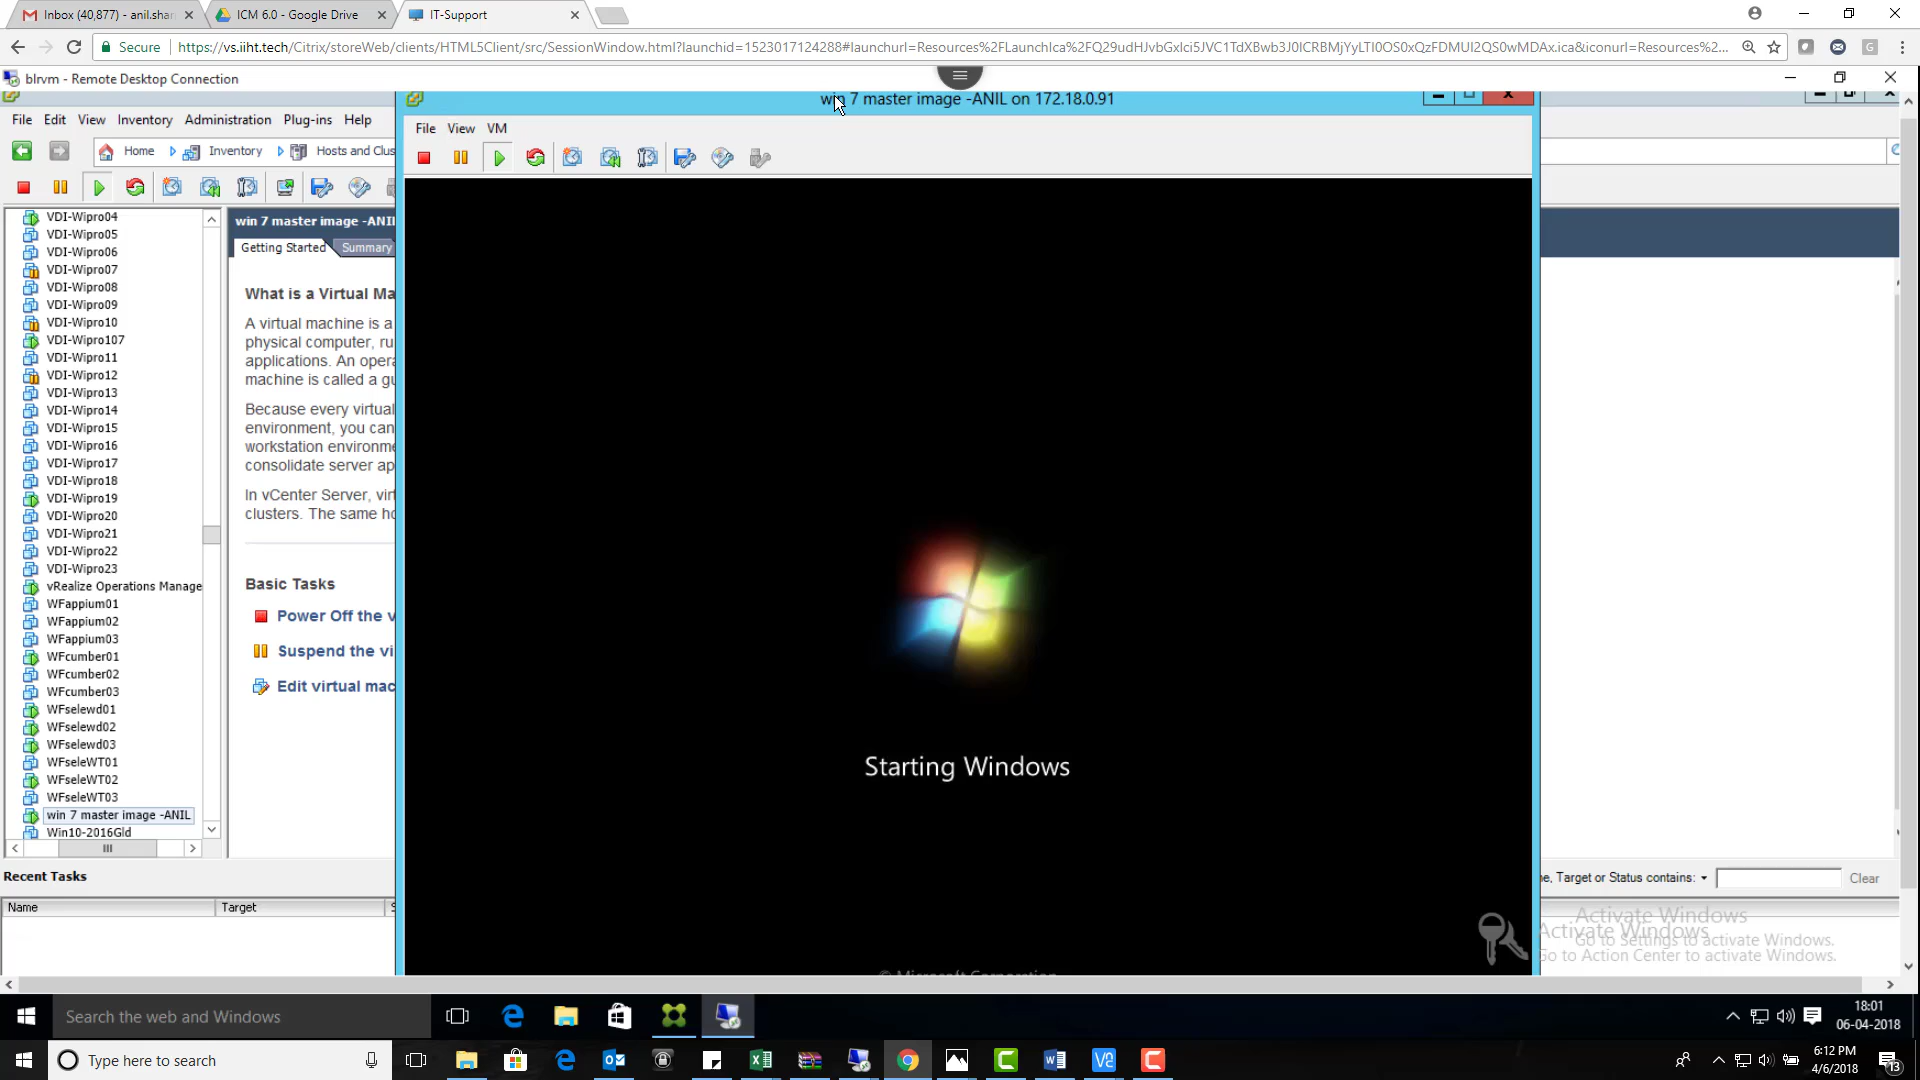 Inbox (40,877) - anil.shar
ICM 6.0 - Google Drive
IT-Support
Secure
https://vs.iiht.tech/Citrix/storeWeb/clients/HTML5Client/src/SessionWindow.html?launchid=1523017124288#launchurl=Resources%2FLaunchIca%2FQ29udHJvbGxlci5JVC1TdXBwb3J0ICRBMjYyLTI0OS0xQzFDMUI2QS0wMDAx.ica&iconurl=Resources%2...
blrvm - Remote Desktop Connection
win 7 master image -ANIL on 172.18.0.91
File Edit View Inventory Administration Plug-ins Help
File View VM
Home Inventory Hosts and Clus
VDI-Wipro04
VDI-Wipro05
VDI-Wipro06
VDI-Wipro07
VDI-Wipro08
VDI-Wipro09
VDI-Wipro10
VDI-Wipro107
VDI-Wipro11
VDI-Wipro12
VDI-Wipro13
VDI-Wipro14
VDI-Wipro15
VDI-Wipro16
VDI-Wipro17
VDI-Wipro18
VDI-Wipro19
VDI-Wipro20
VDI-Wipro21
VDI-Wipro22
VDI-Wipro23
vRealize Operations Manage
WFappium01
WFappium02
WFappium03
WFcumber01
WFcumber02
WFcumber03
WFselewd01
WFselewd02
WFselewd03
WFseleWT01
WFseleWT02
WFseleWT03
win 7 master image -ANIL
Win10-2016Gld
win 7 master image -ANI
Getting Started Summary
What is a Virtual Ma
A virtual machine is a
physical computer, ru
applications. An opera
machine is called a gu
Because every virtual
environment, you can
workstation environme
consolidate server ap
In vCenter Server, virt
clusters. The same ho
Basic Tasks
Power Off the v
Suspend the vi
Edit virtual mac
Starting Windows
© Microsoft Corporation
Recent Tasks
Name Target S
e, Target or Status contains:
Clear
Activate Windows
Go to Settings to activate Windows.
Activate Windows
Go to Action Center to activate Windows.
Search the web and Windows
18:01
06-04-2018
Type here to search
6:12 PM
4/6/2018
13